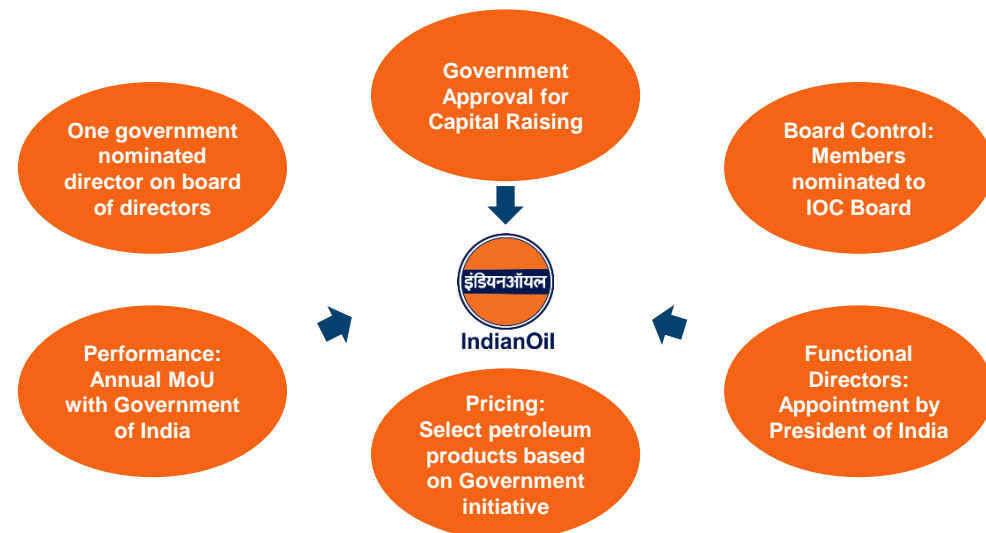 Government
Approval for
Capital Raising
One government
nominated
director on board
of directors
Board Control:
Members
nominated to
IOC Board
इंडियनऑयल
IndianOil
Performance:
Annual MoU
with Government
of India
Pricing:
Select petroleum
products based
on Government
initiative
Functional
Directors:
Appointment by
President of India